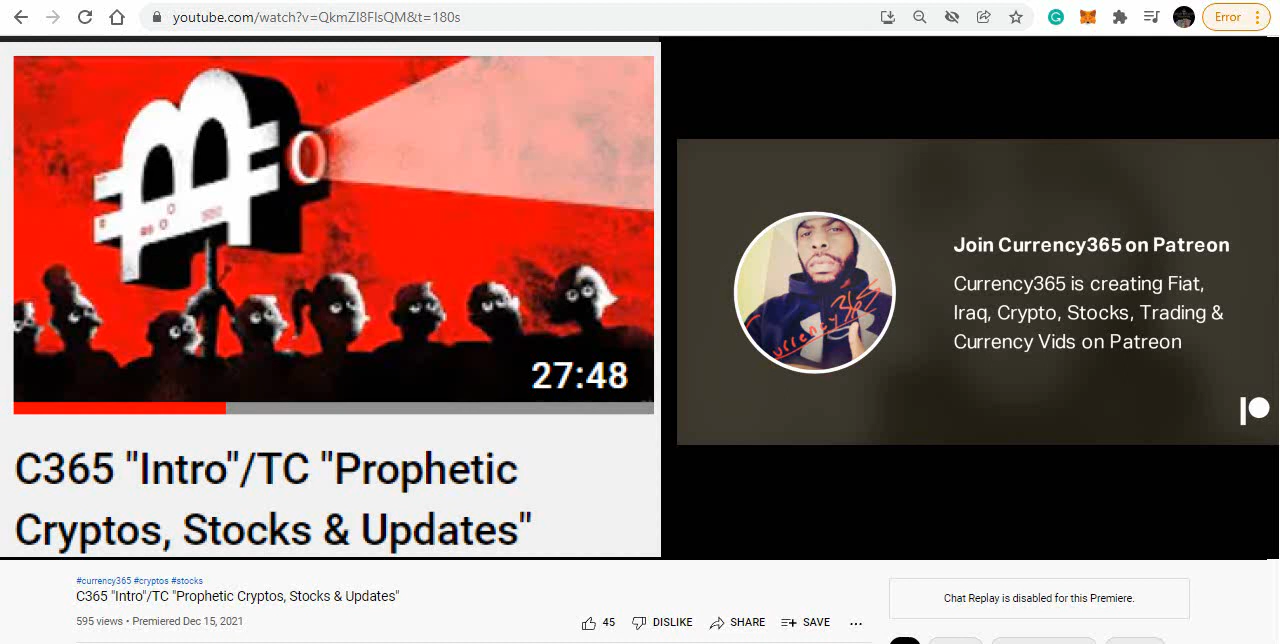 youtube.com/watch?v=QkmZI8FlsQM&t=180s
Error
27:48
C365 "Intro"/TC "Prophetic
Cryptos, Stocks & Updates"
Join Currency365 on Patreon
Currency365 is creating Fiat,
Iraq, Crypto, Stocks, Trading &
Currency Vids on Patreon
#currency365 #cryptos #stocks
C365 "Intro"/TC "Prophetic Cryptos, Stocks & Updates"
595 views • Premiered Dec 15, 2021
45 DISLIKE SHARE SAVE
Chat Replay is disabled for this Premiere.